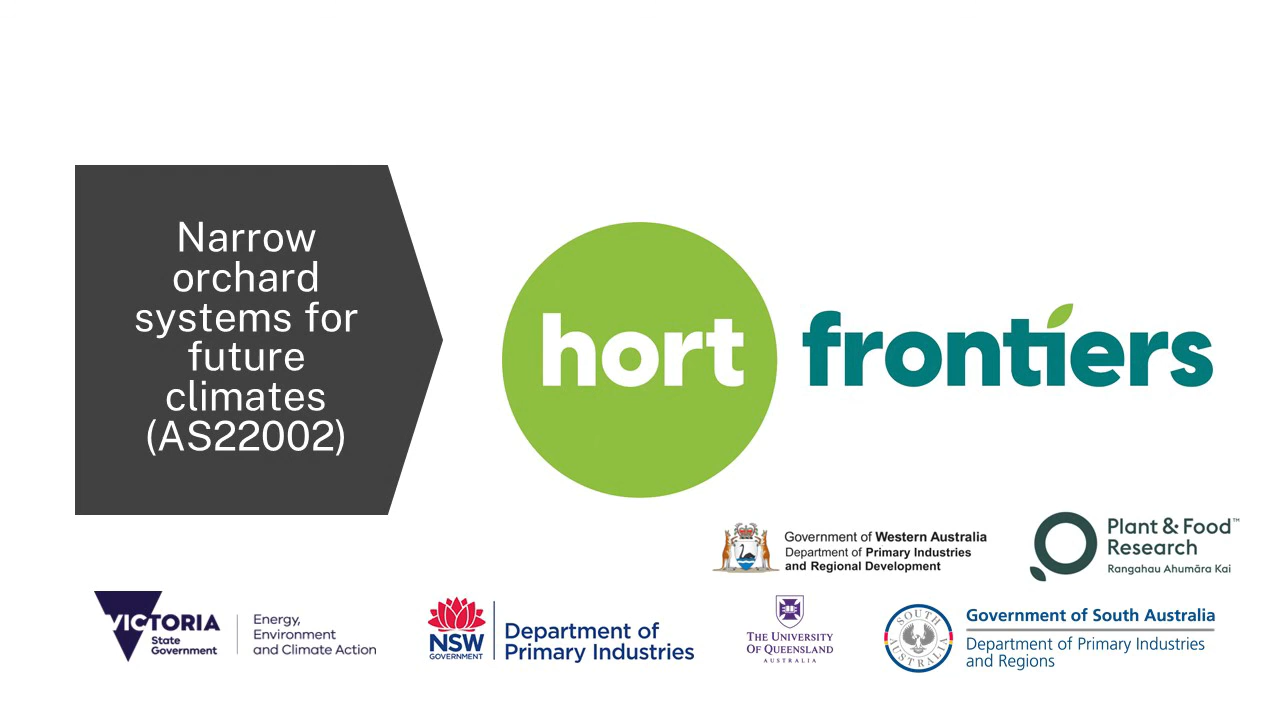 Narrow
orchard
systems for
future
climates
(AS22002)
hort frontiers
Government of Western Australia
Department of Primary Industries
and Regional Development
Plant & Food™
Research
Rangahau Ahumāra Kai
VICTORIA
State
Government
Energy,
Environment
and Climate Action
NSW
GOVERNMENT
Department of
Primary Industries
THE UNIVERSITY
OF QUEENSLAND
AUSTRALIA
SOUTH
AUSTRALIA
Government of South Australia
Department of Primary Industries
and Regions